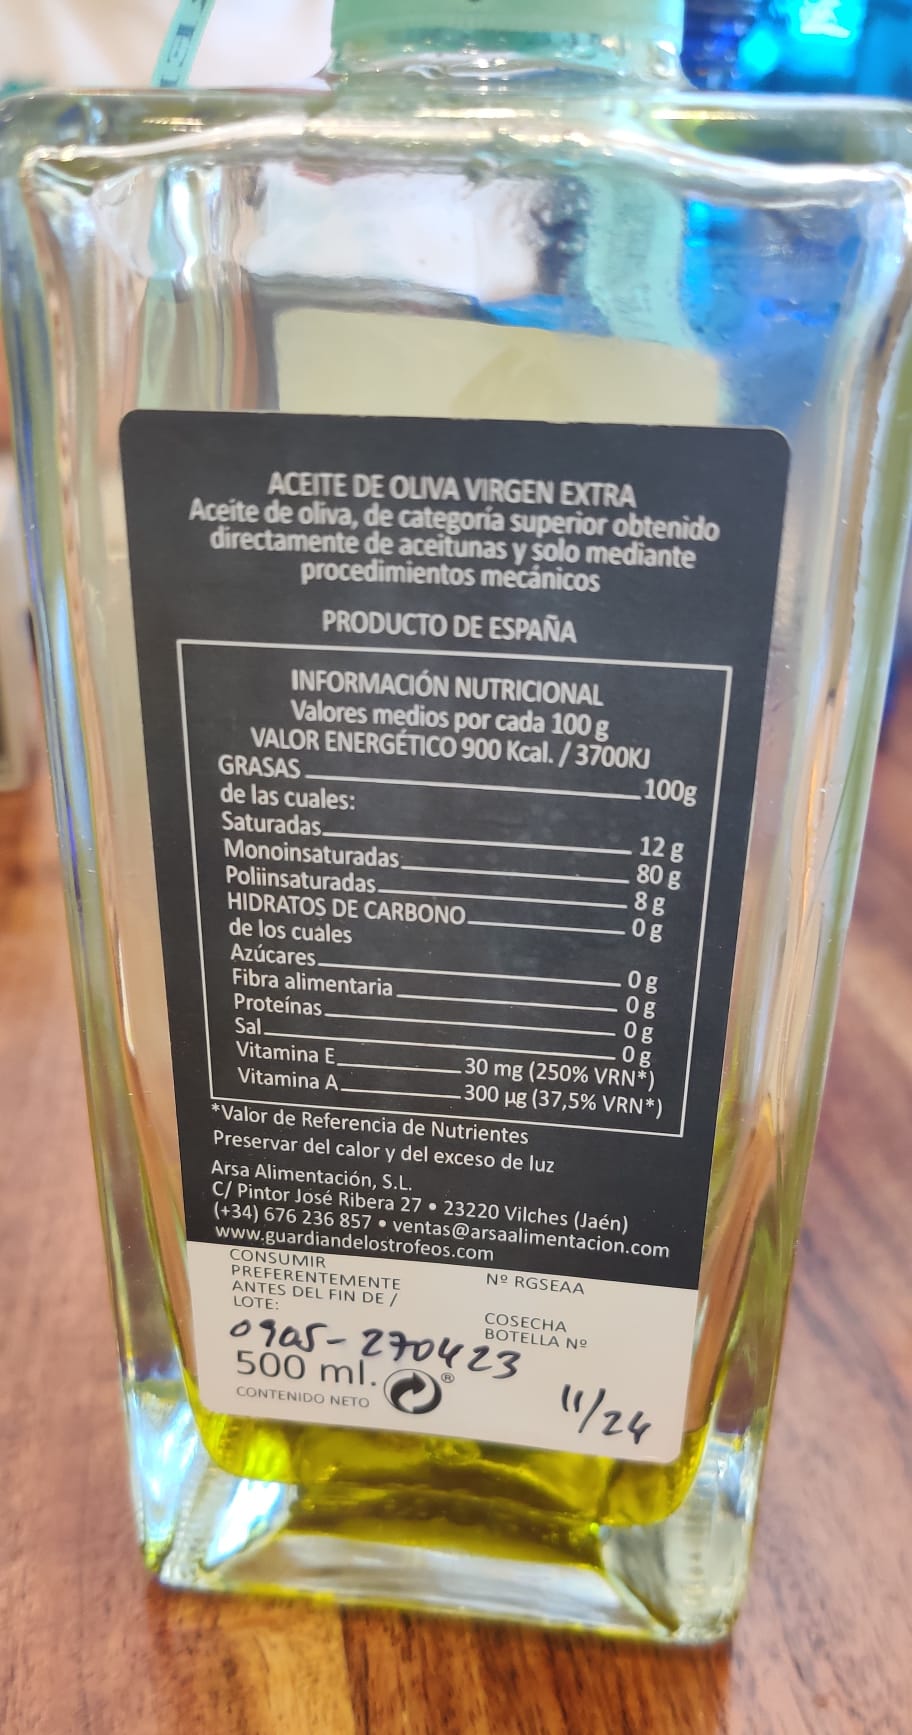 ACEITE DE OLIVA VIRGEN EXTRA
Aceite de oliva, de categoría superior obtenido
directamente de aceitunas y solo mediante
procedimientos mecánicos
PRODUCTO DE ESPAÑA
INFORMACIÓN NUTRICIONAL
Valores medios por cada 100 g
VALOR ENERGÉTICO 900 Kcal. / 3700KJ
GRASAS 100g
de las cuales:
Saturadas 12 g
Monoinsaturadas 80 g
Poliinsaturadas 8 g
HIDRATOS DE CARBONO 0 g
de los cuales
Azúcares 0 g
Fibra alimentaria 0 g
Proteínas 0 g
Sal 0 g
Vitamina E 30 mg (250% VRN*)
Vitamina A 300 µg (37,5% VRN*)
*Valor de Referencia de Nutrientes
Preservar del calor y del exceso de luz
Arsa Alimentación, S.L.
C/ Pintor José Ribera 27 • 23220 Vilches (Jaén)
(+34) 676 236 857 • ventas@arsaalimentacion.com
www.guardiandelostrofeos.com
CONSUMIR
PREFERENTEMENTE
ANTES DEL FIN DE /
LOTE:
Nº RGSEAA
COSECHA
BOTELLA Nº
0905-270423
500 ml.
®
CONTENIDO NETO
11/24